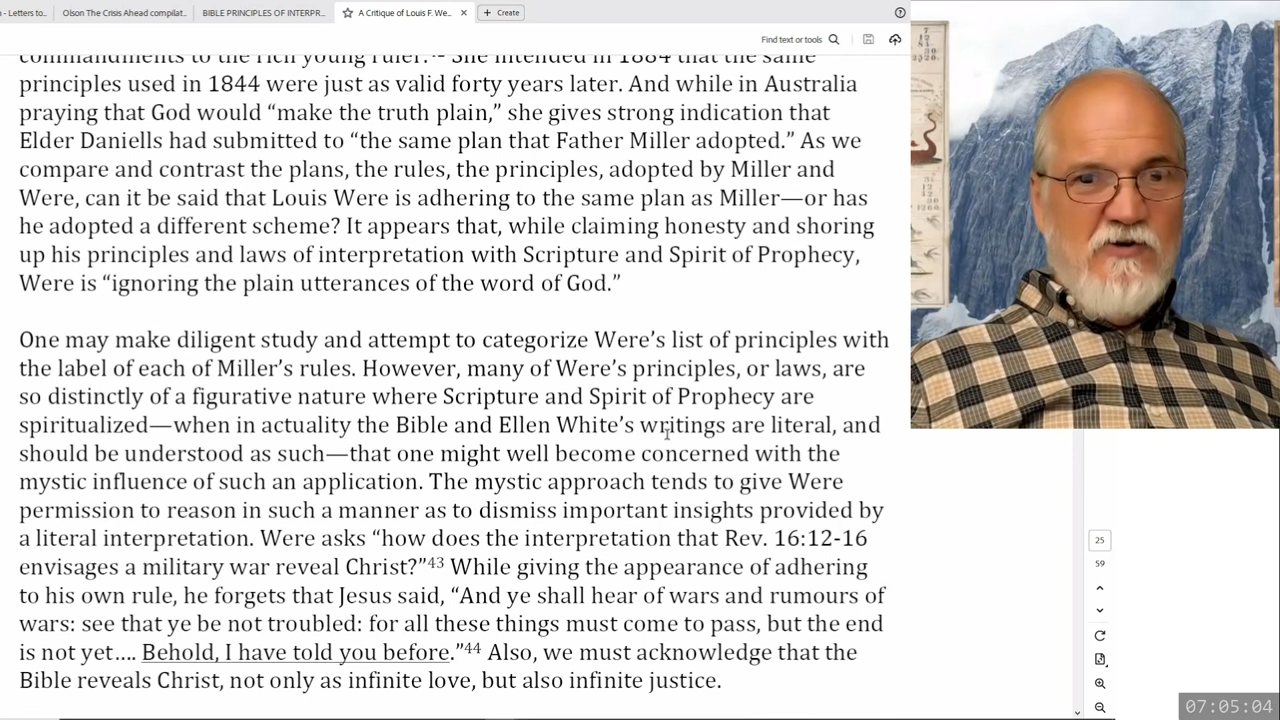 n - Letters to...
Olson The Crisis Ahead compilat...
BIBLE PRINCIPLES OF INTERPR...
A Critique of Louis F. We...
Create
Find text or tools
commandments to the rich young ruler. She intended in 1884 that the same
principles used in 1844 were just as valid forty years later. And while in Australia
praying that God would “make the truth plain,” she gives strong indication that
Elder Daniells had submitted to “the same plan that Father Miller adopted.” As we
compare and contrast the plans, the rules, the principles, adopted by Miller and
Were, can it be said that Louis Were is adhering to the same plan as Miller—or has
he adopted a different scheme? It appears that, while claiming honesty and shoring
up his principles and laws of interpretation with Scripture and Spirit of Prophecy,
Were is “ignoring the plain utterances of the word of God.”
One may make diligent study and attempt to categorize Were’s list of principles with
the label of each of Miller’s rules. However, many of Were’s principles, or laws, are
so distinctly of a figurative nature where Scripture and Spirit of Prophecy are
spiritualized—when in actuality the Bible and Ellen White’s writings are literal, and
should be understood as such—that one might well become concerned with the
mystic influence of such an application. The mystic approach tends to give Were
permission to reason in such a manner as to dismiss important insights provided by
a literal interpretation. Were asks “how does the interpretation that Rev. 16:12-16
envisages a military war reveal Christ?”43 While giving the appearance of adhering
to his own rule, he forgets that Jesus said, “And ye shall hear of wars and rumours of
wars: see that ye be not troubled: for all these things must come to pass, but the end
is not yet…. Behold, I have told you before.”44 Also, we must acknowledge that the
Bible reveals Christ, not only as infinite love, but also infinite justice.
25
59
07:05:04